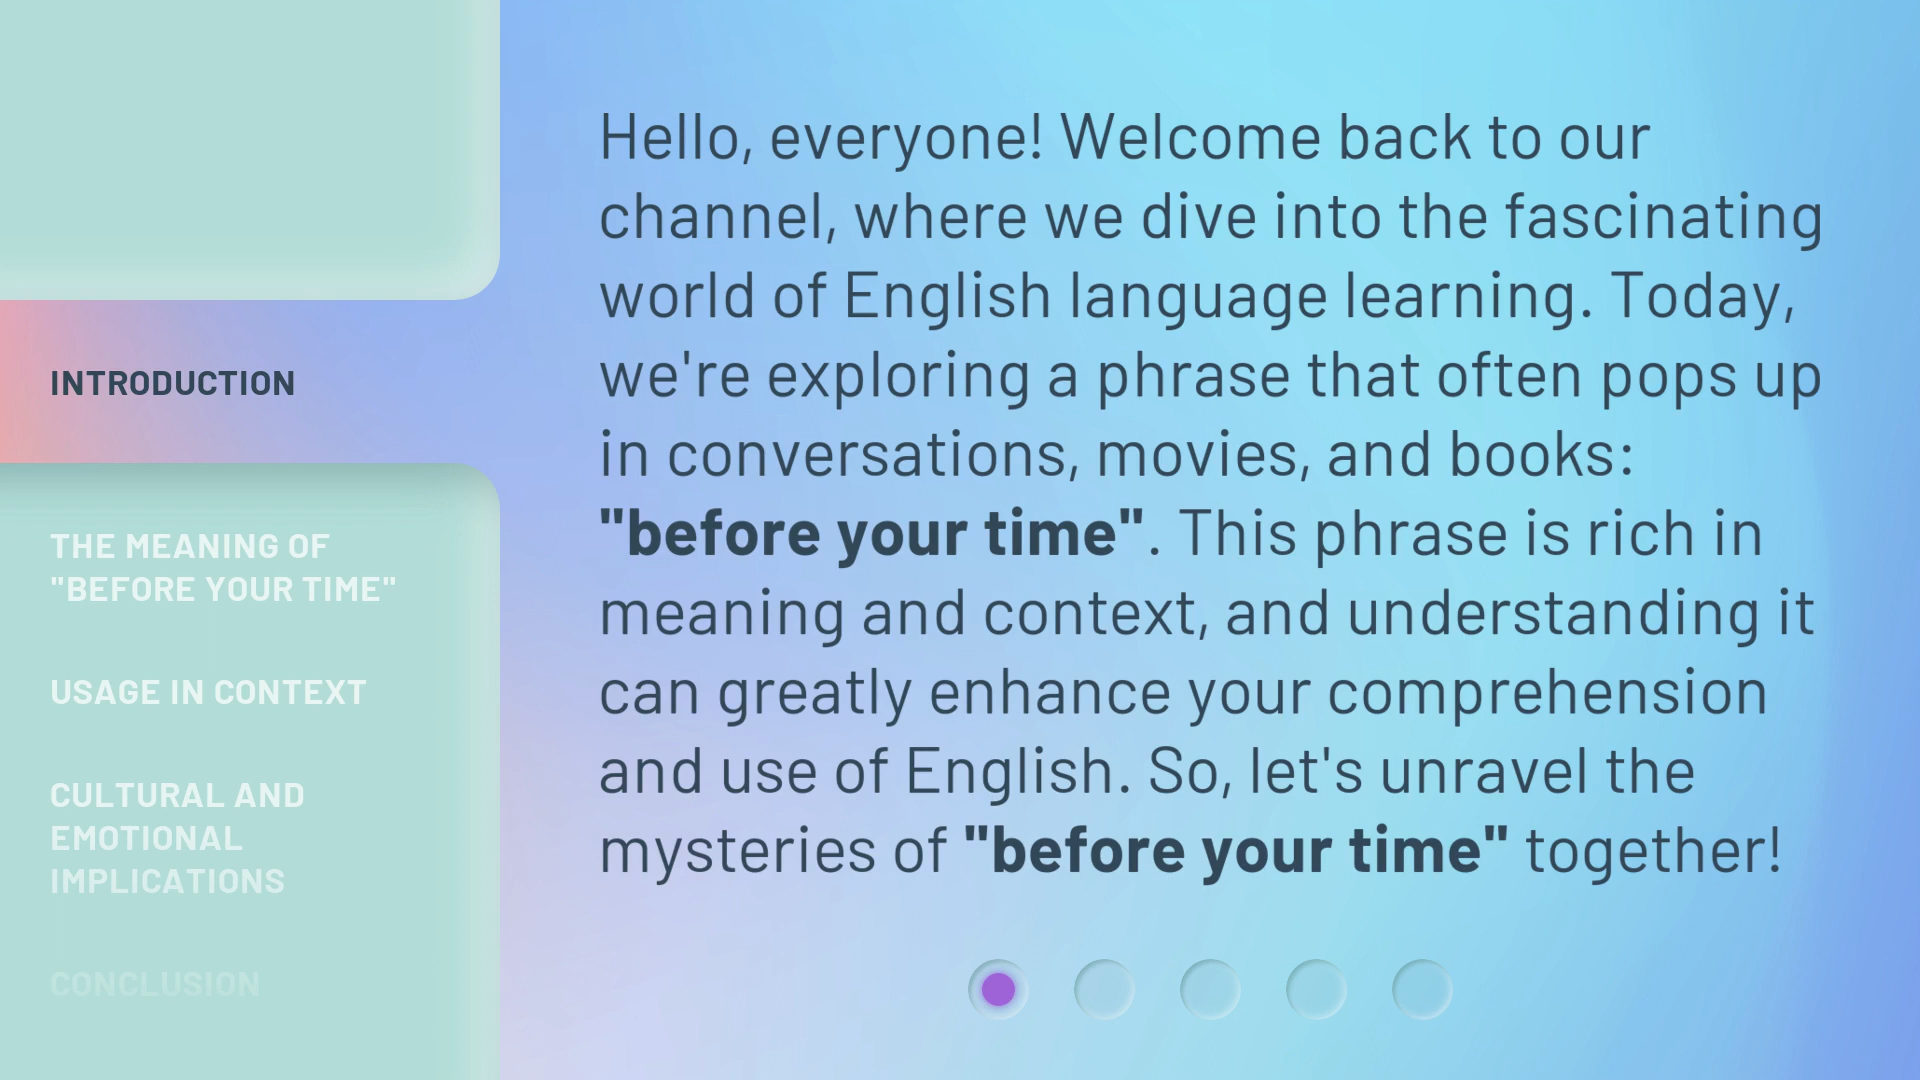 INTRODUCTION
THE MEANING OF
"BEFORE YOUR TIME"
USAGE IN CONTEXT
CULTURAL AND
EMOTIONAL
IMPLICATIONS
CONCLUSION
Hello, everyone! Welcome back to our
channel, where we dive into the fascinating
world of English language learning. Today,
we're exploring a phrase that often pops up
in conversations, movies, and books:
"before your time". This phrase is rich in
meaning and context, and understanding it
can greatly enhance your comprehension
and use of English. So, let's unravel the
mysteries of "before your time" together!